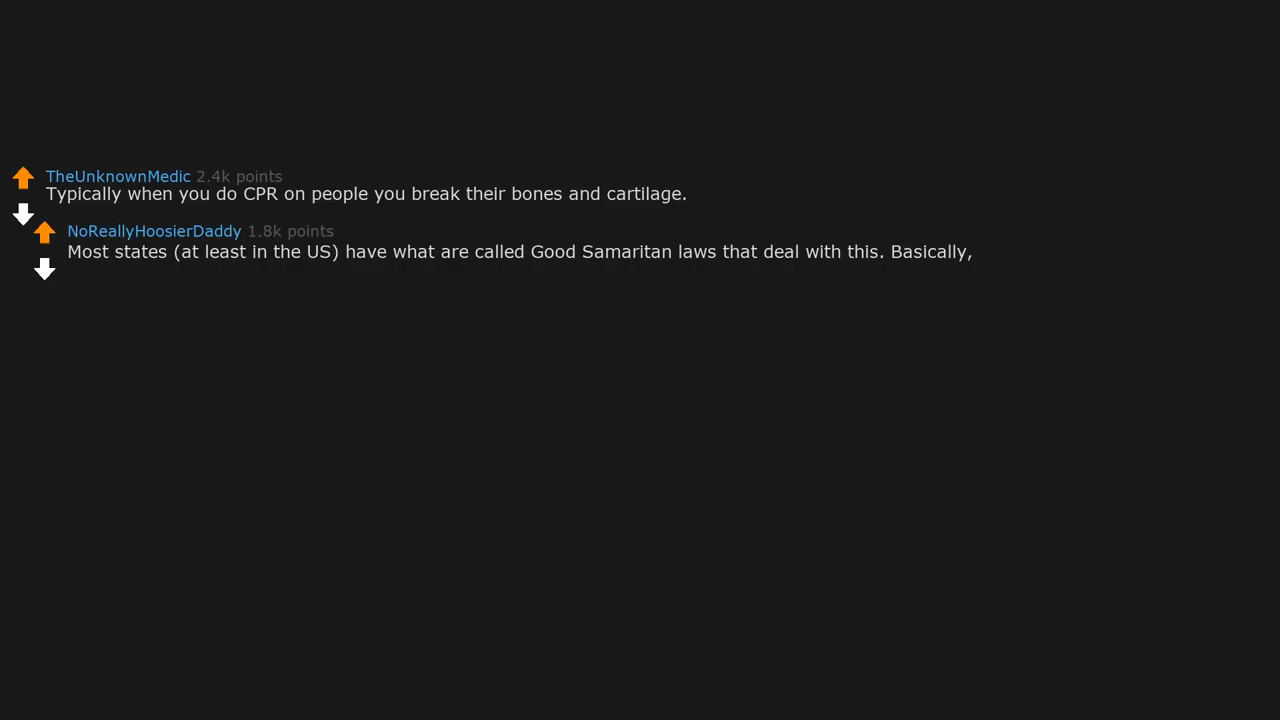 TheUnknownMedic 2.4k points
Typically when you do CPR on people you break their bones and cartilage.
NoReallyHoosierDaddy 1.8k points
Most states (at least in the US) have what are called Good Samaritan laws that deal with this. Basically,